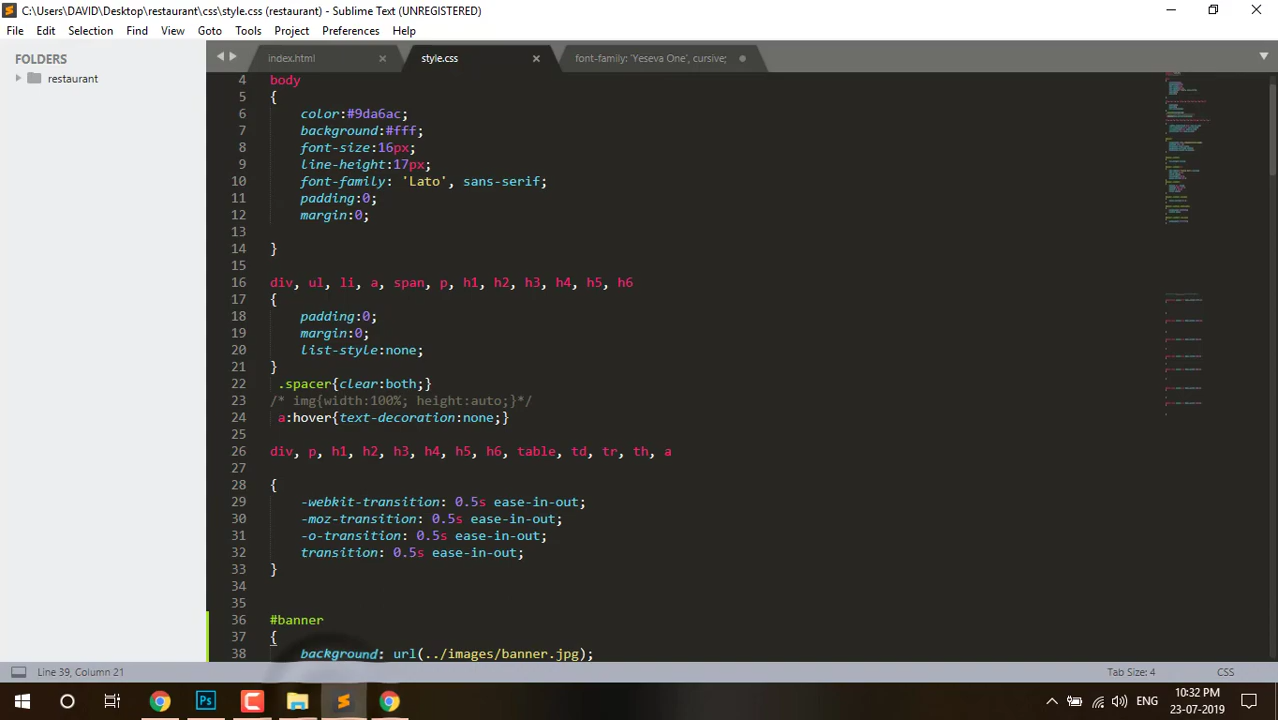 C:\Users\DAVID\Desktop\restaurant\css\style.css (restaurant) - Sublime Text (UNREGISTERED)
File Edit Selection Find View Goto Tools Project Preferences Help
FOLDERS
restaurant
index.html
style.css
font-family: 'Yeseva One', cursive;
4 body
5 {
6 color:#9da6ac;
7 background:#fff;
8 font-size:16px;
9 line-height:17px;
10 font-family: 'Lato', sans-serif;
11 padding:0;
12 margin:0;
13
14 }
15
16 div, ul, li, a, span, p, h1, h2, h3, h4, h5, h6
17 {
18 padding:0;
19 margin:0;
20 list-style:none;
21 }
22 .spacer{clear:both;}
23 /* img{width:100%; height:auto;}*/
24 a:hover{text-decoration:none;}
25
26 div, p, h1, h2, h3, h4, h5, h6, table, td, tr, th, a
27
28 {
29 -webkit-transition: 0.5s ease-in-out;
30 -moz-transition: 0.5s ease-in-out;
31 -o-transition: 0.5s ease-in-out;
32 transition: 0.5s ease-in-out;
33 }
34
35
36 #banner
37 {
38 background: url(../images/banner.jpg);
Line 39, Column 21
Tab Size: 4
CSS
Ps
ENG
10:32 PM
23-07-2019